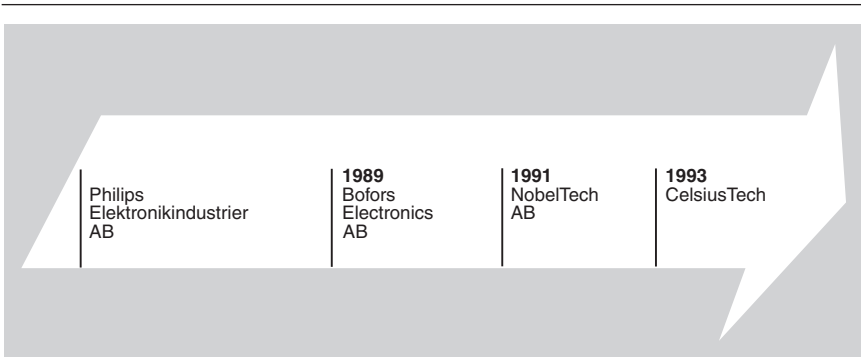 Philips
Elektronikindustrier
AB
1989
Bofors
Electronics
AB
1991
NobelTech
AB
1993
CelsiusTech